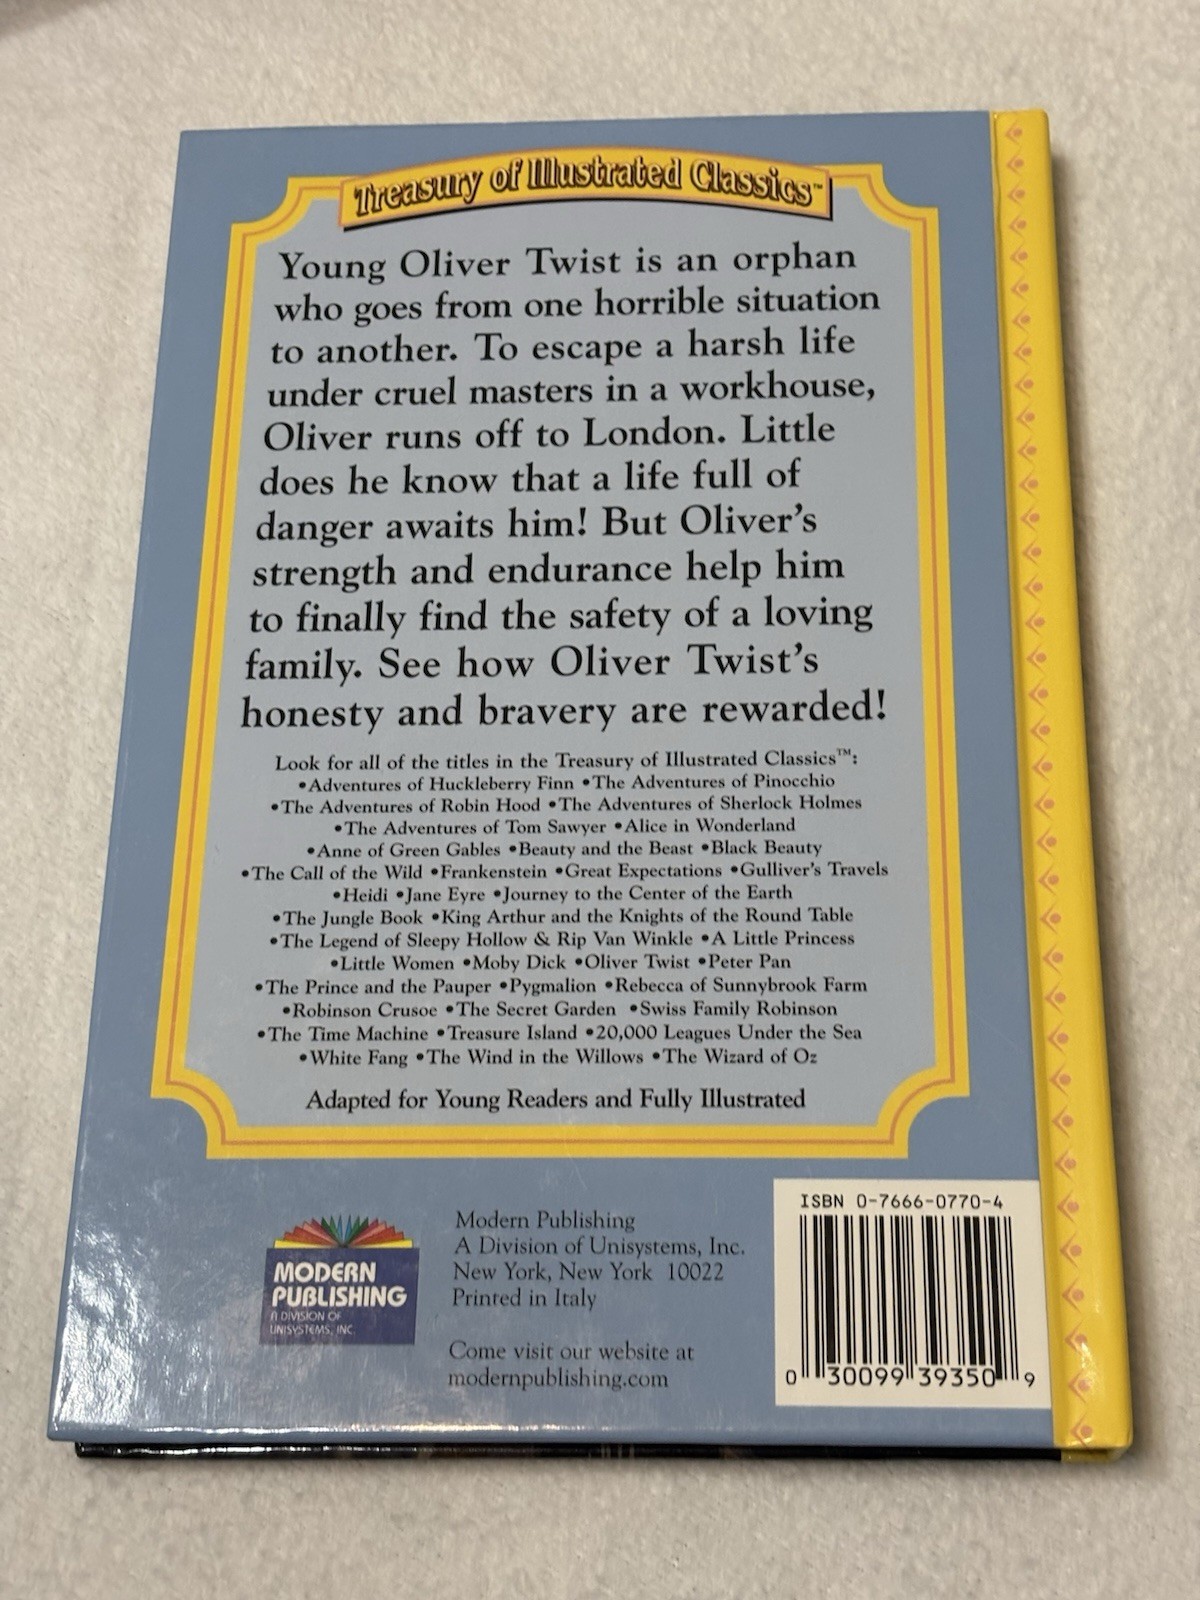 Treasury of Illustrated Classics™
Young Oliver Twist is an orphan
who goes from one horrible situation
to another. To escape a harsh life
under cruel masters in a workhouse,
Oliver runs off to London. Little
does he know that a life full of
danger awaits him! But Oliver's
strength and endurance help him
to finally find the safety of a loving
family. See how Oliver Twist's
honesty and bravery are rewarded!
Look for all of the titles in the Treasury of Illustrated Classics™:
•Adventures of Huckleberry Finn •The Adventures of Pinocchio
•The Adventures of Robin Hood •The Adventures of Sherlock Holmes
•The Adventures of Tom Sawyer •Alice in Wonderland
•Anne of Green Gables •Beauty and the Beast •Black Beauty
•The Call of the Wild •Frankenstein •Great Expectations •Gulliver's Travels
•Heidi •Jane Eyre •Journey to the Center of the Earth
•The Jungle Book •King Arthur and the Knights of the Round Table
•The Legend of Sleepy Hollow & Rip Van Winkle •A Little Princess
•Little Women •Moby Dick •Oliver Twist •Peter Pan
•The Prince and the Pauper •Pygmalion •Rebecca of Sunnybrook Farm
•Robinson Crusoe •The Secret Garden •Swiss Family Robinson
•The Time Machine •Treasure Island •20,000 Leagues Under the Sea
•White Fang •The Wind in the Willows •The Wizard of Oz
Adapted for Young Readers and Fully Illustrated
MODERN
PUBLISHING
A DIVISION OF
UNISYSTEMS, INC.
Modern Publishing
A Division of Unisystems, Inc.
New York, New York 10022
Printed in Italy
Come visit our website at
modernpublishing.com
ISBN 0-7666-0770-4
0 30099 39350 9